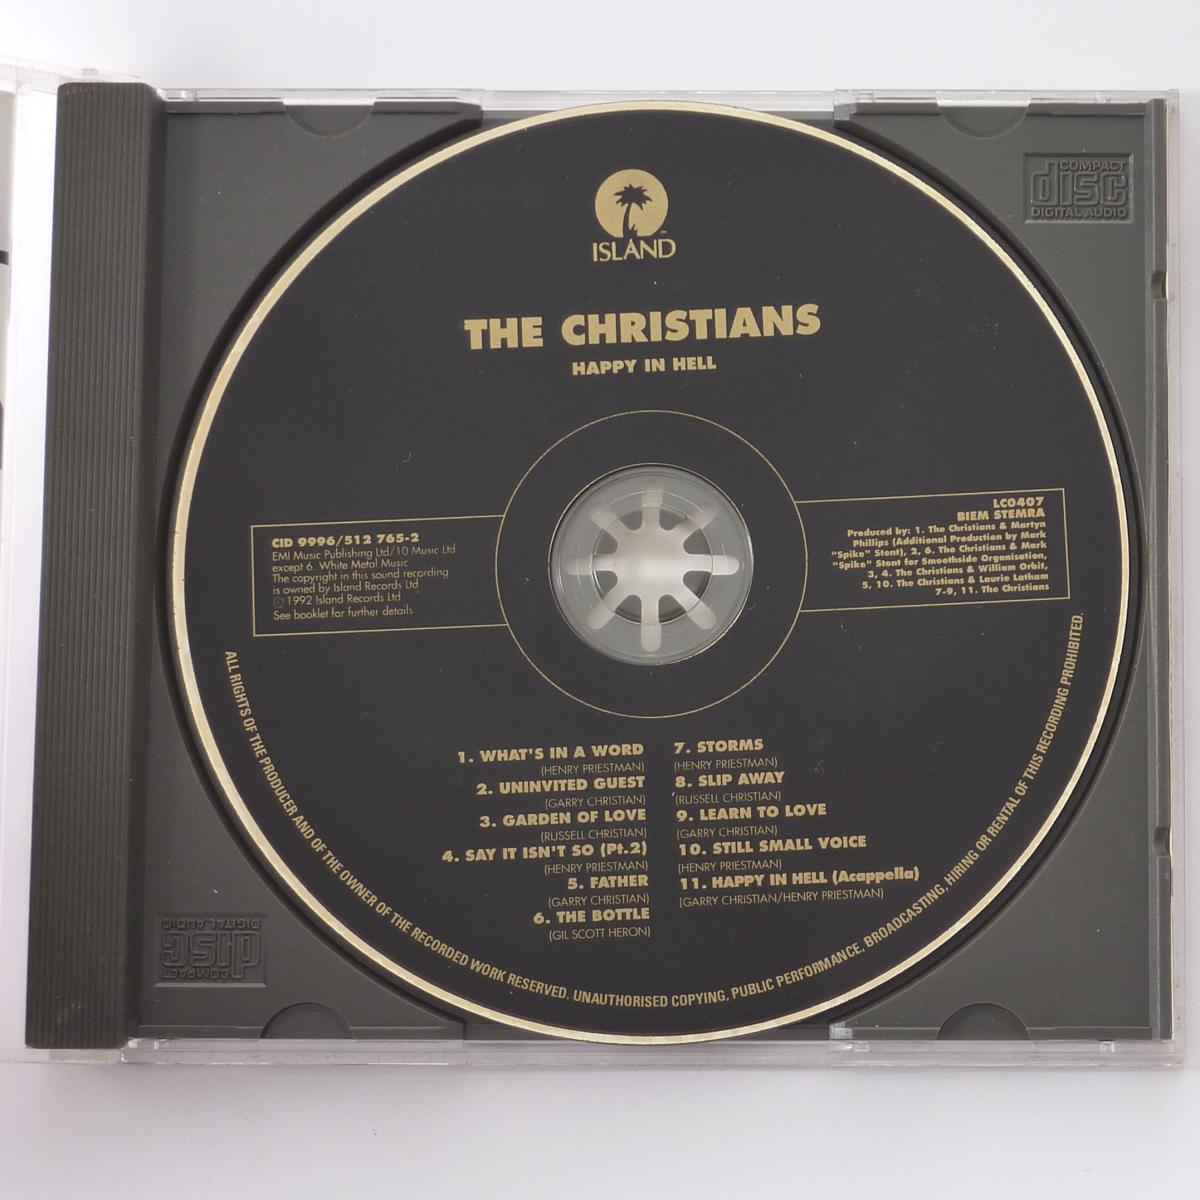 COMPACT
disc
DIGITAL AUDIO
ISLAND
THE CHRISTIANS
HAPPY IN HELL
CID 9996/512 765-2
EMI Music Publishing Ltd/10 Music Ltd
except 6. White Metal Music
The copyright in this sound recording
is owned by Island Records Ltd
© 1992 Island Records Ltd
See booklet for further details
LC0407
BIEM STEMRA
Produced by: 1. The Christians & Martyn
Phillips (Additional Production by Mark
"Spike" Stent), 2, 6. The Christians & Mark
"Spike" Stent for Smoothside Organisation,
3, 4. The Christians & William Orbit,
5, 10. The Christians & Laurie Latham
7-9, 11. The Christians
1. WHAT'S IN A WORD
(HENRY PRIESTMAN)
2. UNINVITED GUEST
(GARRY CHRISTIAN)
3. GARDEN OF LOVE
(RUSSELL CHRISTIAN)
4. SAY IT ISN'T SO (Pt.2)
(HENRY PRIESTMAN)
5. FATHER
(GARRY CHRISTIAN)
6. THE BOTTLE
(GIL SCOTT HERON)
7. STORMS
(HENRY PRIESTMAN)
8. SLIP AWAY
(RUSSELL CHRISTIAN)
9. LEARN TO LOVE
(GARRY CHRISTIAN)
10. STILL SMALL VOICE
(HENRY PRIESTMAN)
11. HAPPY IN HELL (Acappella)
(GARRY CHRISTIAN/HENRY PRIESTMAN)
ALL RIGHTS OF THE PRODUCER AND OF THE OWNER OF THE RECORDED WORK RESERVED. UNAUTHORISED COPYING, PUBLIC PERFORMANCE, BROADCASTING, HIRING OR RENTAL OF THIS RECORDING PROHIBITED.
COMPACT
disc
DIGITAL AUDIO